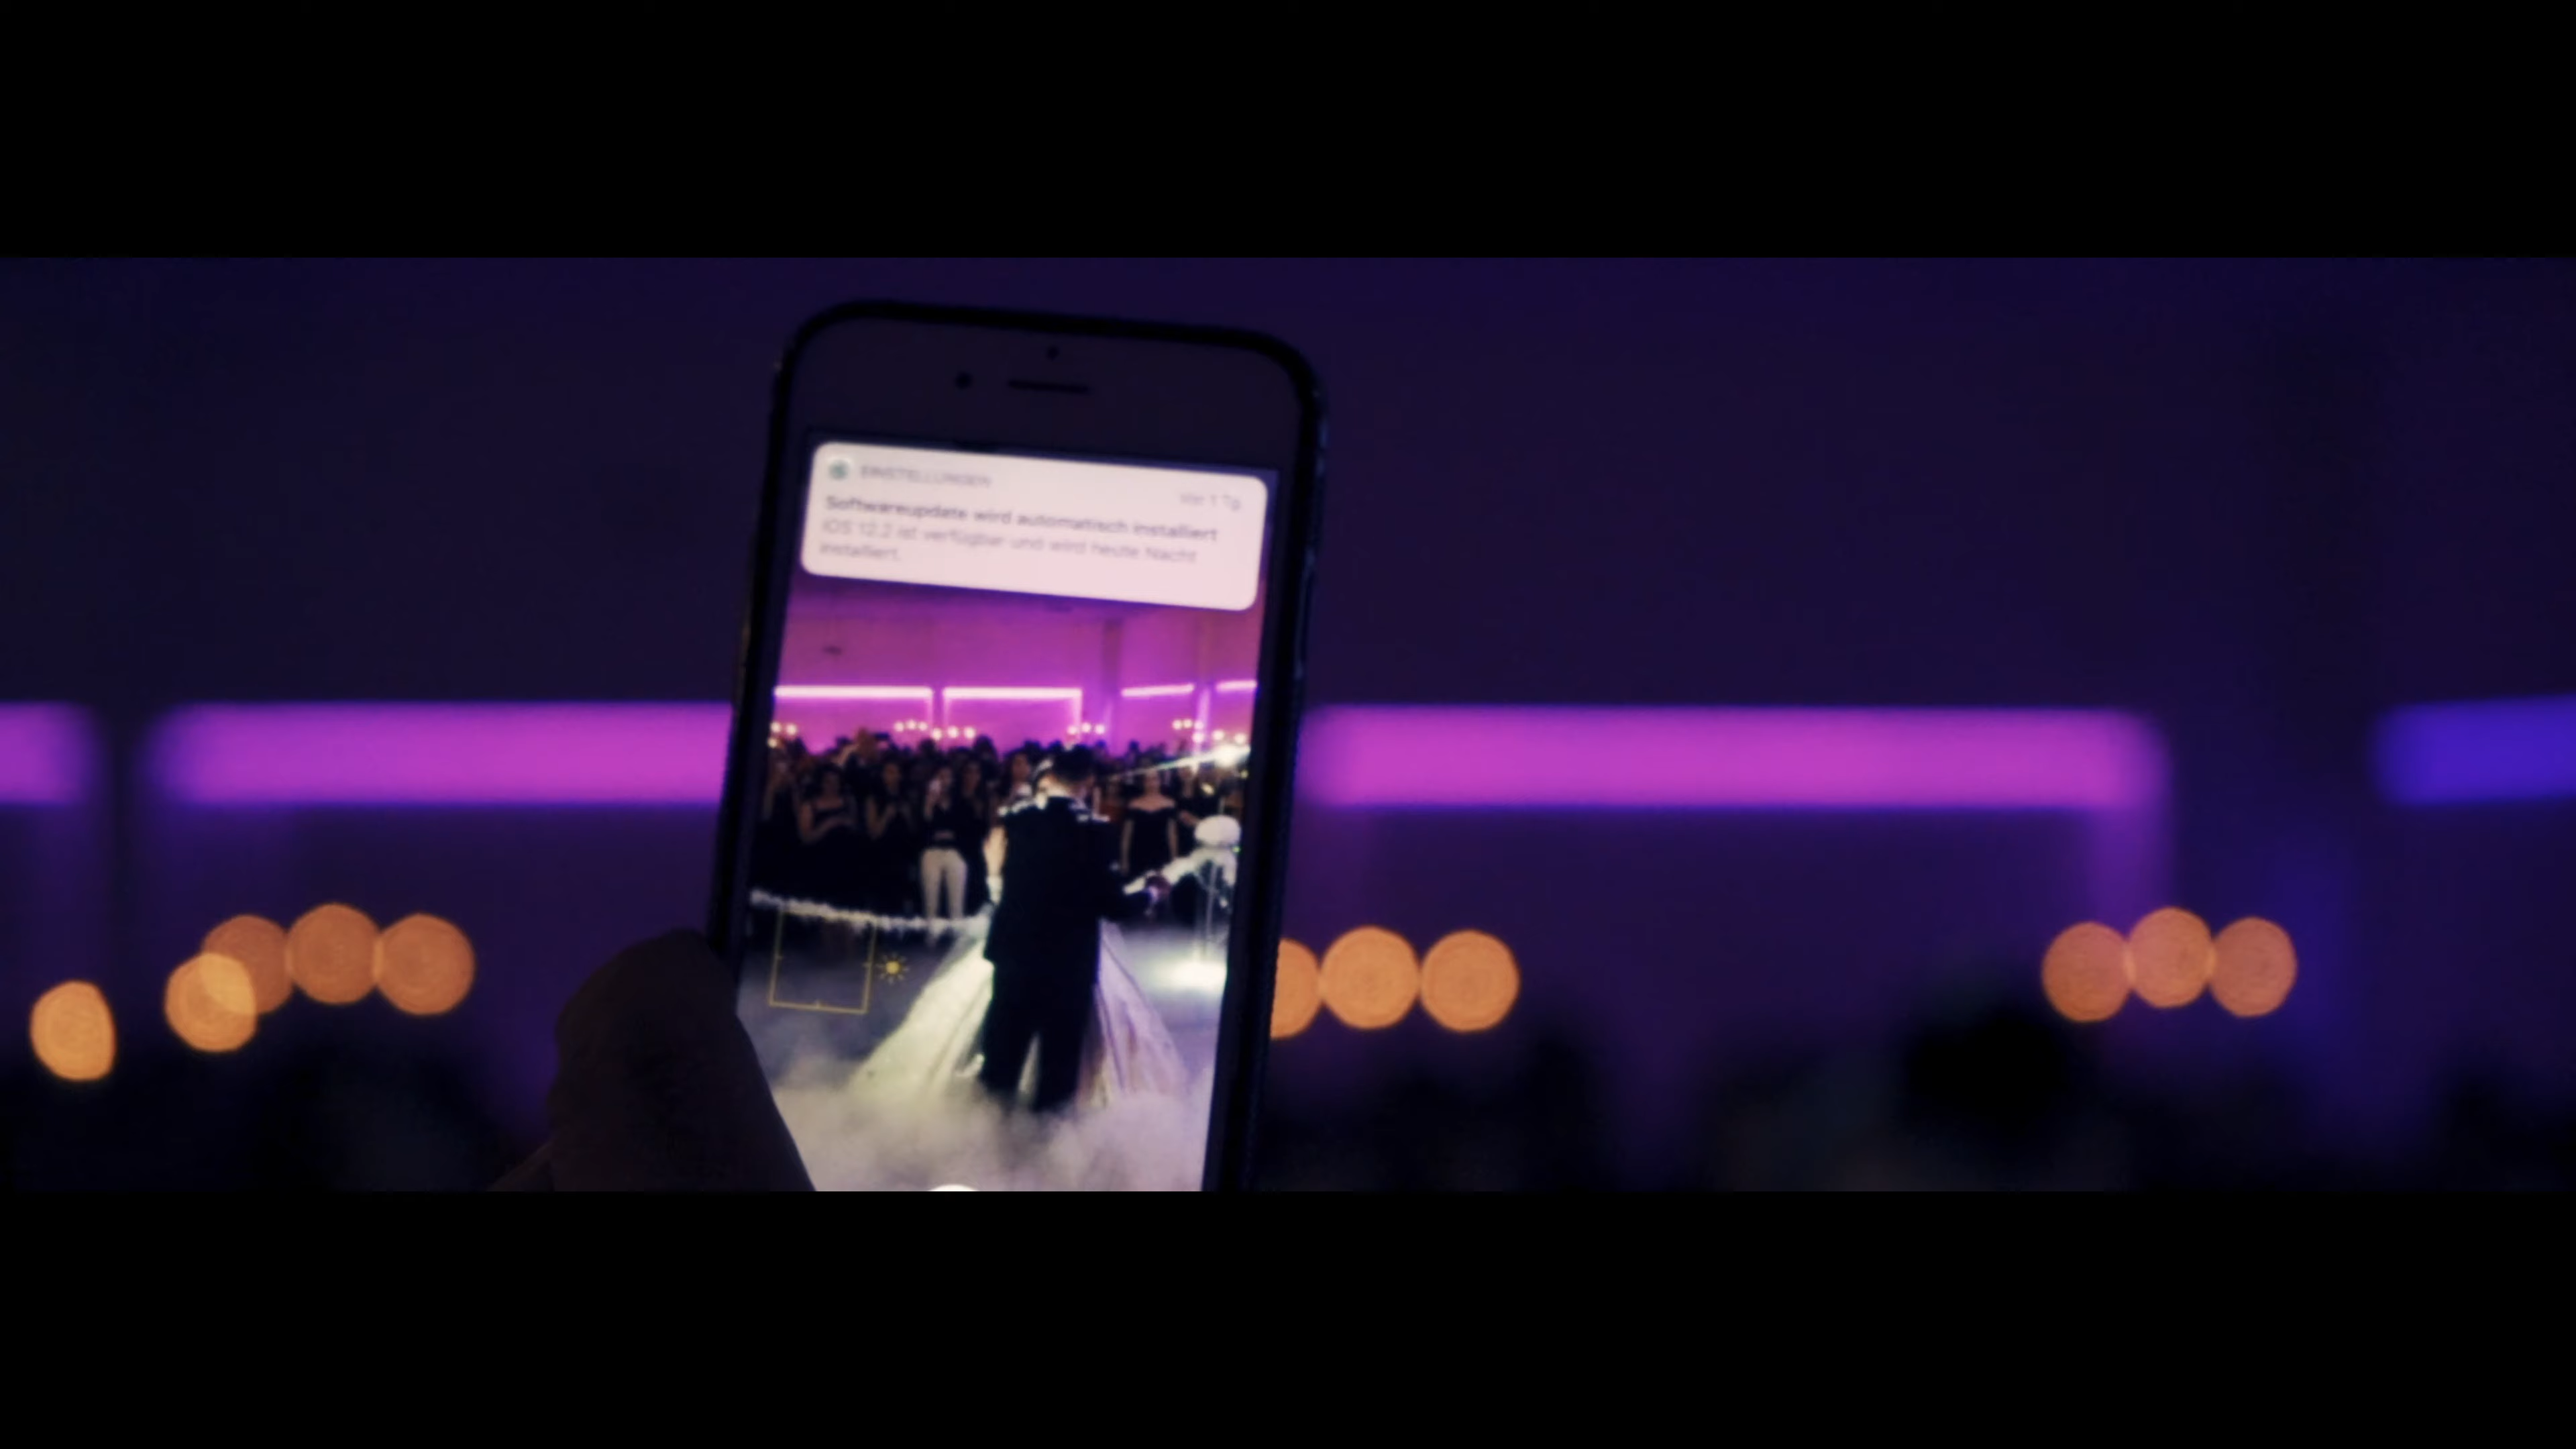 EINSTELLUNGEN
vor 1 Tg.
Softwareupdate wird automatisch installiert
iOS 12.2 ist verfügbar und wird heute Nacht
installiert.